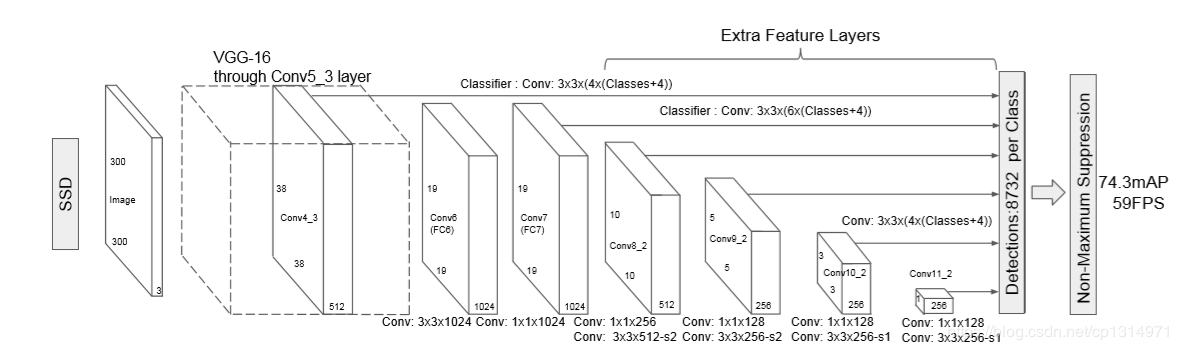 Extra Feature Layers
VGG-16
through Conv5_3 layer
Classifier : Conv: 3x3x(4x(Classes+4))
Classifier : Conv: 3x3x(6x(Classes+4))
SSD
300
Image
300
3
38
Conv4_3
38
512
19
Conv6
(FC6)
19
1024
19
Conv7
(FC7)
19
1024
10
Conv8_2
10
512
5
Conv9_2
5
256
Conv: 3x3x(4x(Classes+4))
3
Conv10_2
3
256
Conv11_2
1
256
Detections:8732 per Class
Non-Maximum Suppression
74.3mAP
59FPS
Conv: 3x3x1024
Conv: 1x1x1024
Conv: 1x1x256
Conv: 3x3x512-s2
Conv: 1x1x128
Conv: 3x3x256-s2
Conv: 1x1x128
Conv: 3x3x256-s1
Conv: 1x1x128
Conv: 3x3x256-s1
https://blog.csdn.net/cp1314971